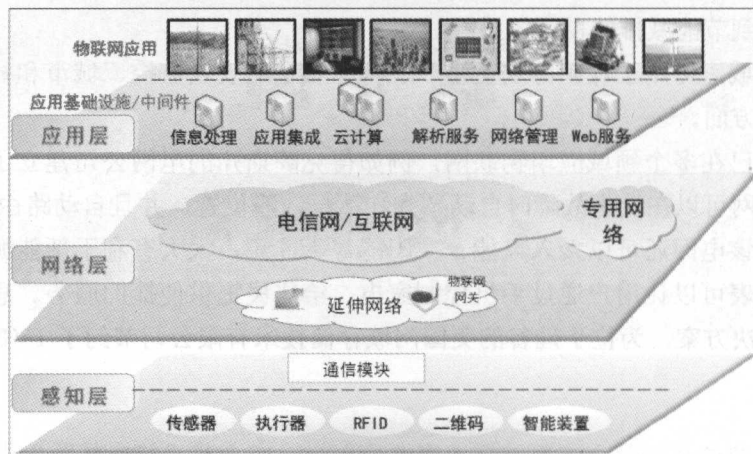 物联网应用
应用基础设施/中间件
应用层
信息处理
应用集成
云计算
解析服务
网络管理
Web服务
电信网/互联网
专用网
络
网络层
延伸网络
物联网
网关
通信模块
感知层
传感器
执行器
RFID
二维码
智能装置